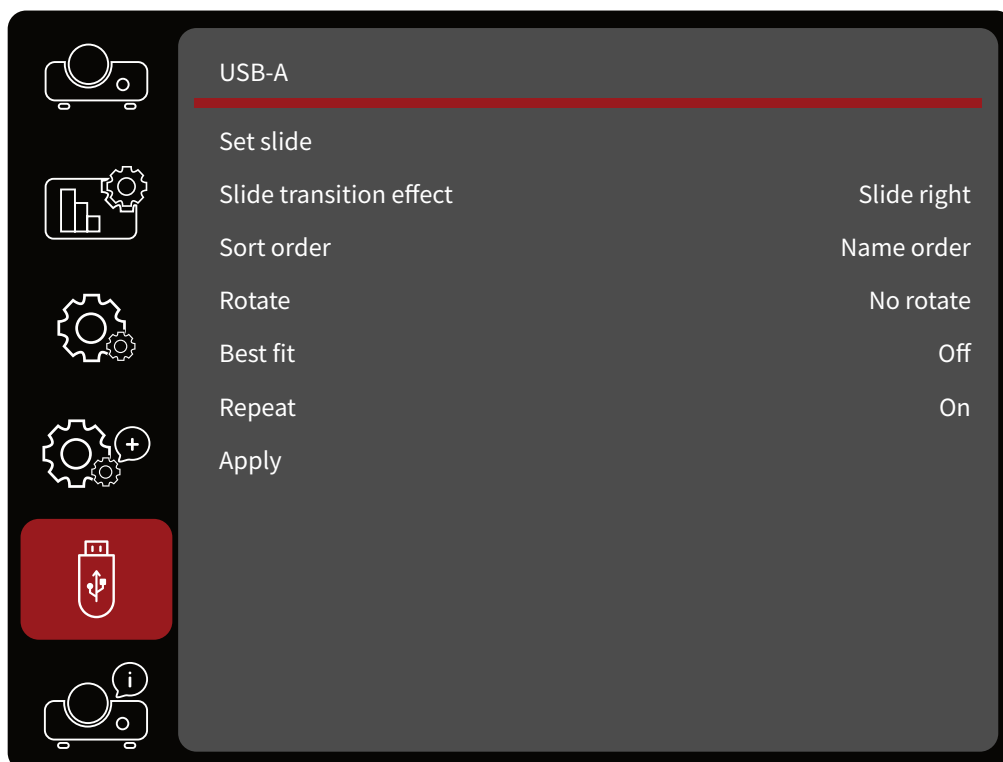 USB-A
Set slide
Slide transition effect Slide right
Sort order Name order
Rotate No rotate
Best fit Off
Repeat On
Apply